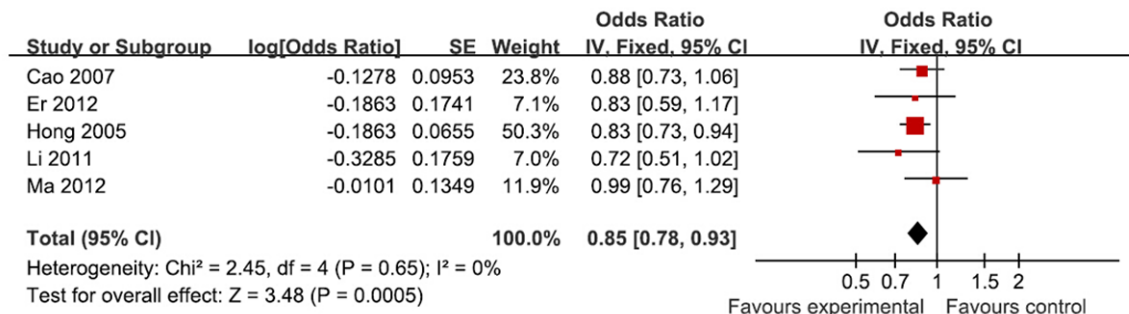 Odds Ratio Odds Ratio
Study or Subgroup log[Odds Ratio] SE Weight IV, Fixed, 95% CI IV, Fixed, 95% CI
Cao 2007 -0.1278 0.0953 23.8% 0.88 [0.73, 1.06]
Er 2012 -0.1863 0.1741 7.1% 0.83 [0.59, 1.17]
Hong 2005 -0.1863 0.0655 50.3% 0.83 [0.73, 0.94]
Li 2011 -0.3285 0.1759 7.0% 0.72 [0.51, 1.02]
Ma 2012 -0.0101 0.1349 11.9% 0.99 [0.76, 1.29]
Total (95% CI) 100.0% 0.85 [0.78, 0.93]
Heterogeneity: Chi² = 2.45, df = 4 (P = 0.65); I² = 0%
Test for overall effect: Z = 3.48 (P = 0.0005)
0.5 0.7 1 1.5 2
Favours experimental Favours control